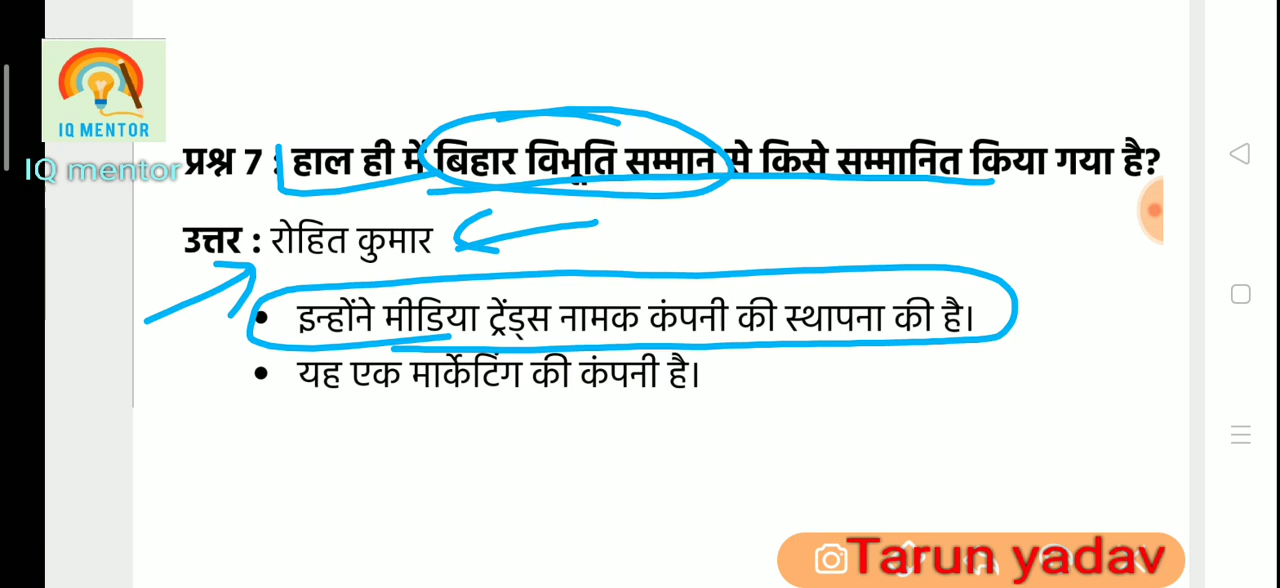 IQ MENTOR
IQ mentor
प्रश्न 7 : हाल ही में बिहार विभूति सम्मान से किसे सम्मानित किया गया है?
उत्तर : रोहित कुमार
• इन्होंने मीडिया ट्रेंड्स नामक कंपनी की स्थापना की है।
• यह एक मार्केटिंग की कंपनी है।
Tarun yadav